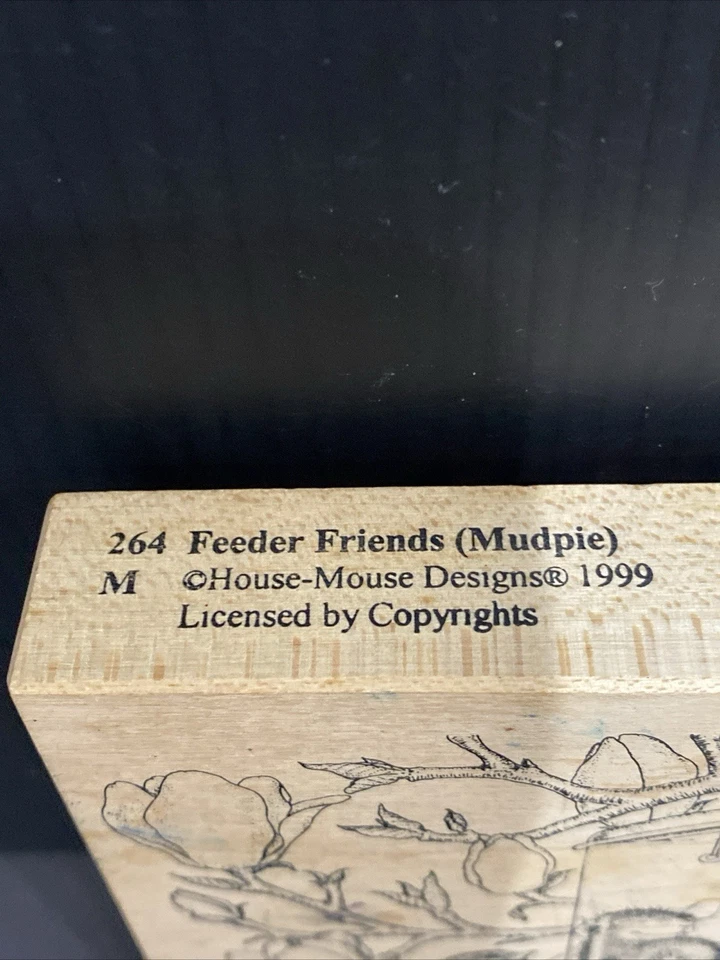 264 Feeder Friends (Mudpie)
M ©House-Mouse Designs® 1999
Licensed by Copyrights